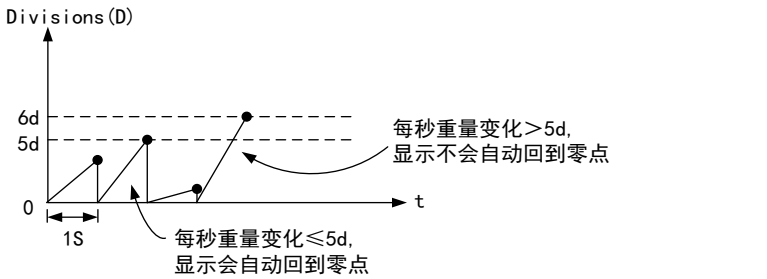 Divisions(D)
6d
5d
每秒重量变化>5d,
显示不会自动回到零点
0
t
1S
每秒重量变化≤5d,
显示会自动回到零点